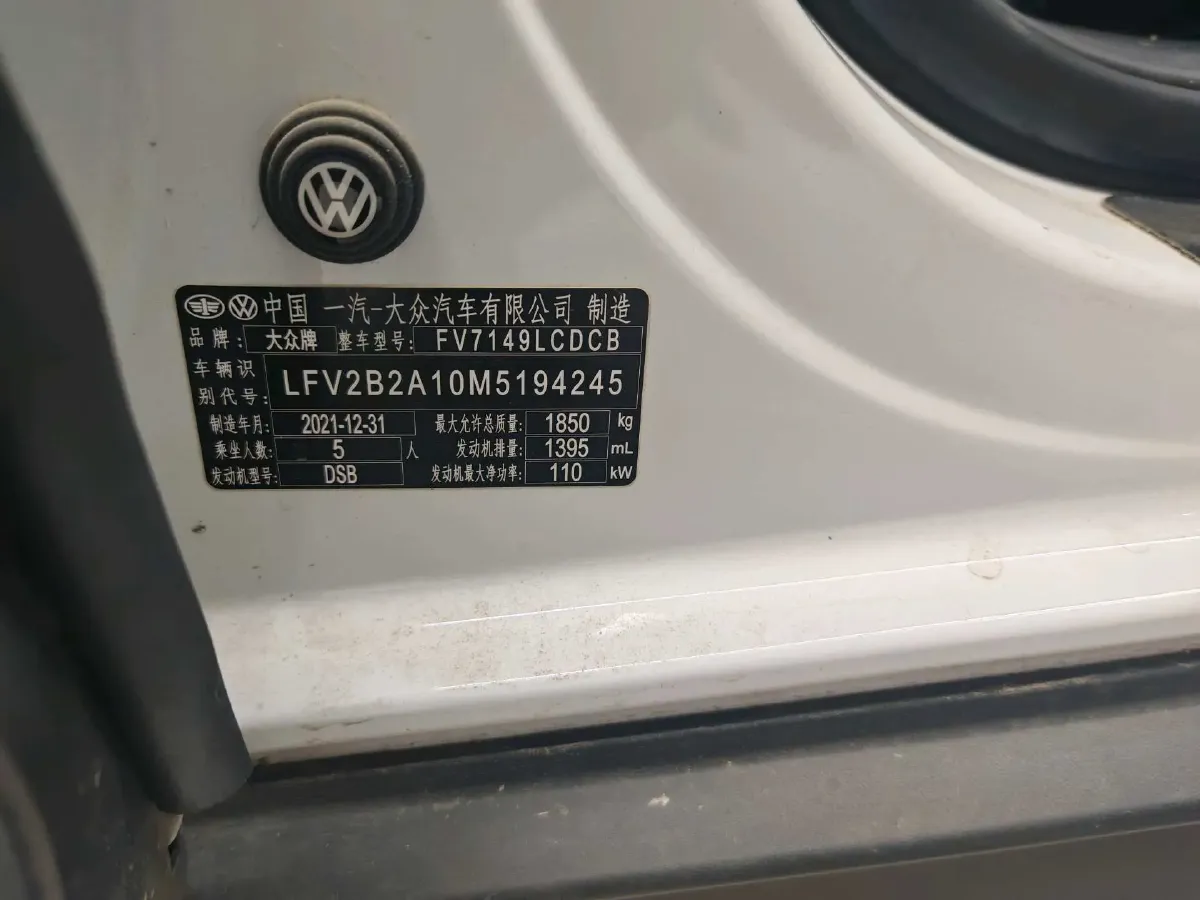 中国 一汽-大众汽车有限公司 制造
品牌: 大众牌 整车型号: FV7149LCDCB
车辆识别代号: LFV2B2A10M5194245
制造年月: 2021-12-31 最大允许总质量: 1850 kg
乘坐人数: 5 人 发动机排量: 1395 mL
发动机型号: DSB 发动机最大净功率: 110 kW